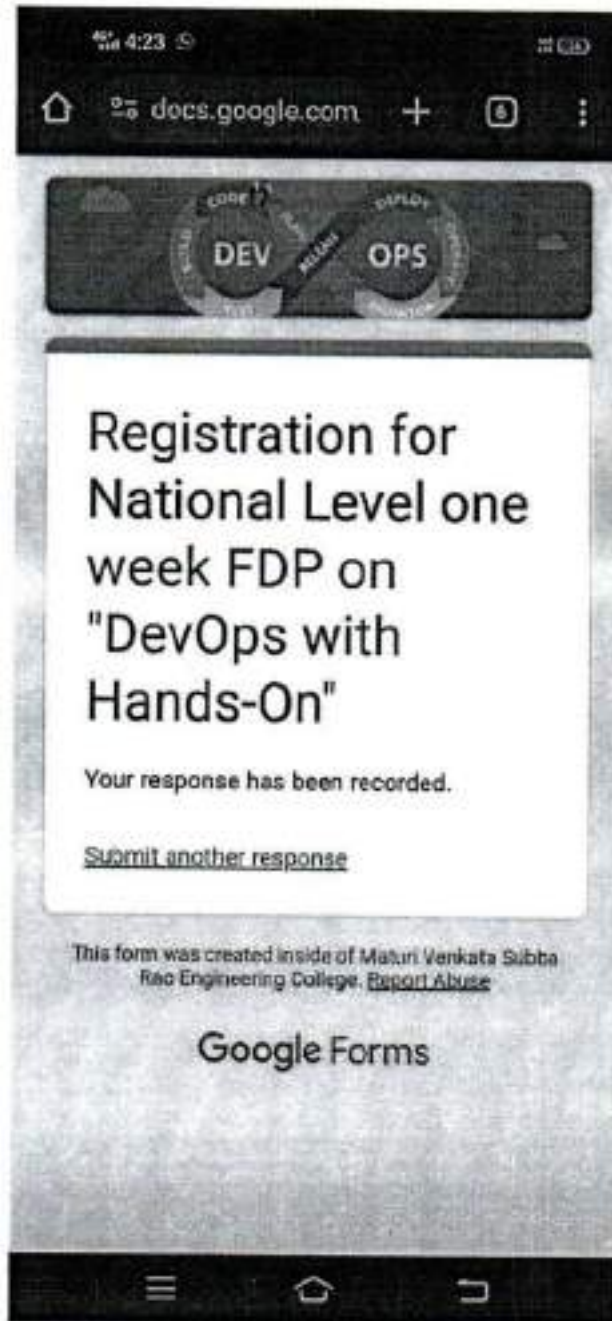 4:23
docs.google.com
6
CODE
DEPLOY
DEV
RELEASE
OPS
TEST
Registration for
National Level one
week FDP on
"DevOps with
Hands-On"
Your response has been recorded.
Submit another response
This form was created inside of Maturi Venkata Subba
Rao Engineering College. Report Abuse
Google Forms